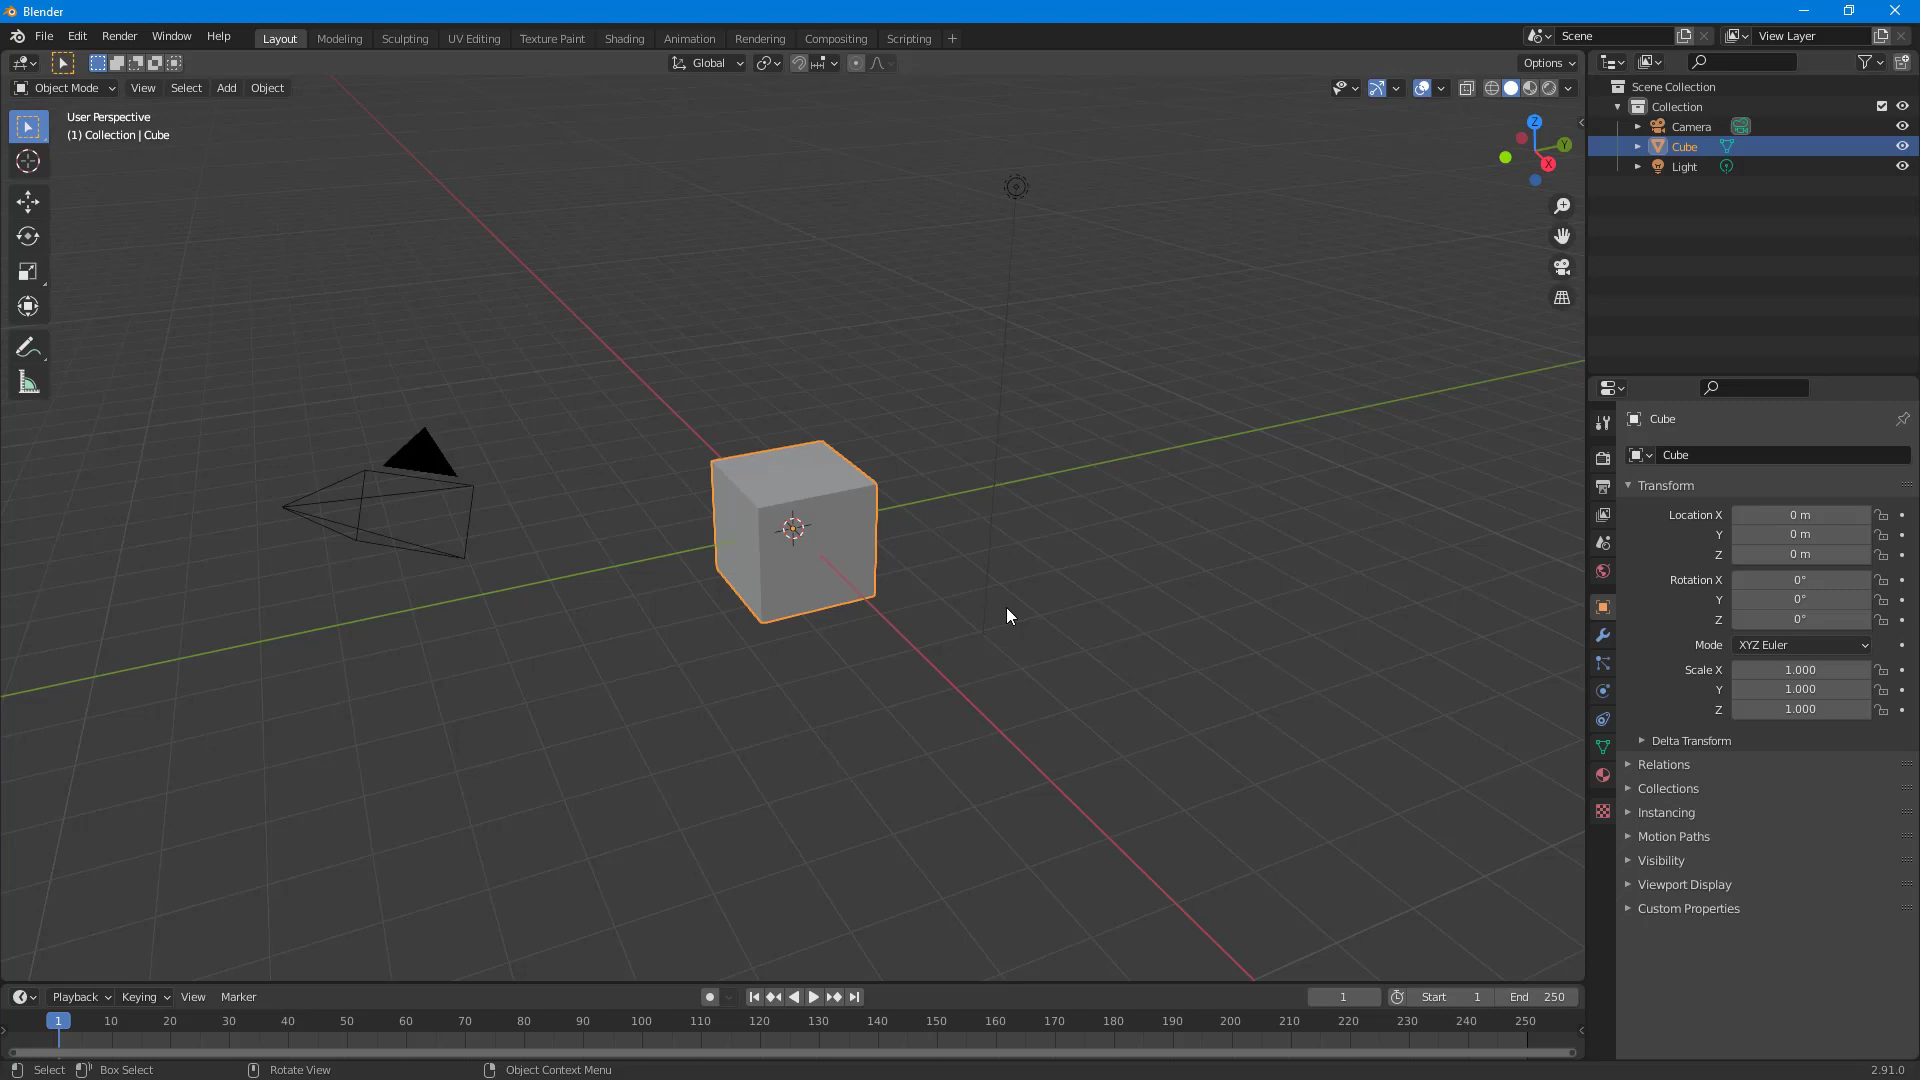 Blender
File Edit Render Window Help
Layout Modeling Sculpting UV Editing Texture Paint Shading Animation Rendering Compositing Scripting +
Scene
View Layer
Global
Options
Object Mode View Select Add Object
User Perspective
(1) Collection | Cube
Z
Y
X
Scene Collection
Collection
Camera
Cube
Light
Cube
Cube
Transform
Location X 0 m
Y 0 m
Z 0 m
Rotation X 0°
Y 0°
Z 0°
Mode XYZ Euler
Scale X 1.000
Y 1.000
Z 1.000
Delta Transform
Relations
Collections
Instancing
Motion Paths
Visibility
Viewport Display
Custom Properties
Playback Keying View Marker
1 Start 1 End 250
1 10 20 30 40 50 60 70 80 90 100 110 120 130 140 150 160 170 180 190 200 210 220 230 240 250
Select Box Select Rotate View Object Context Menu 2.91.0